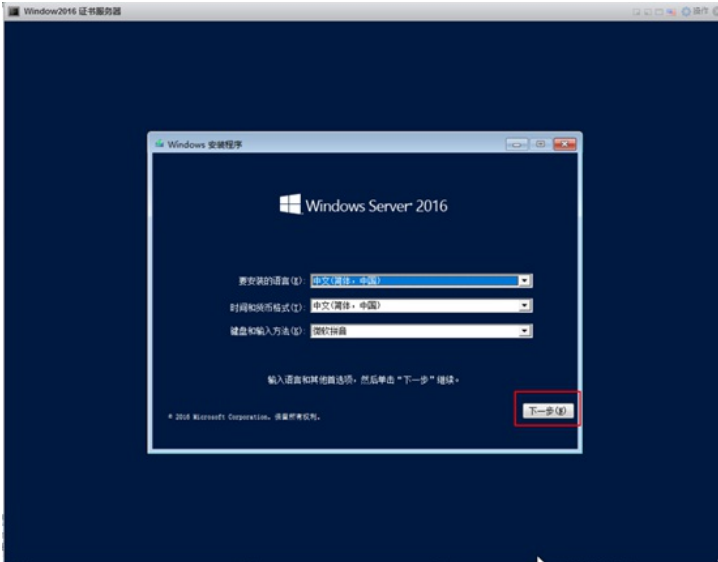 Window2016 证书服务器
操作
Windows 安装程序
Windows Server 2016
要安装的语言(E): 中文(简体，中国)
时间和货币格式(T): 中文(简体，中国)
键盘和输入方法(K): 微软拼音
输入语言和其他首选项，然后单击“下一步”继续。
© 2016 Microsoft Corporation。保留所有权利。
下一步(N)